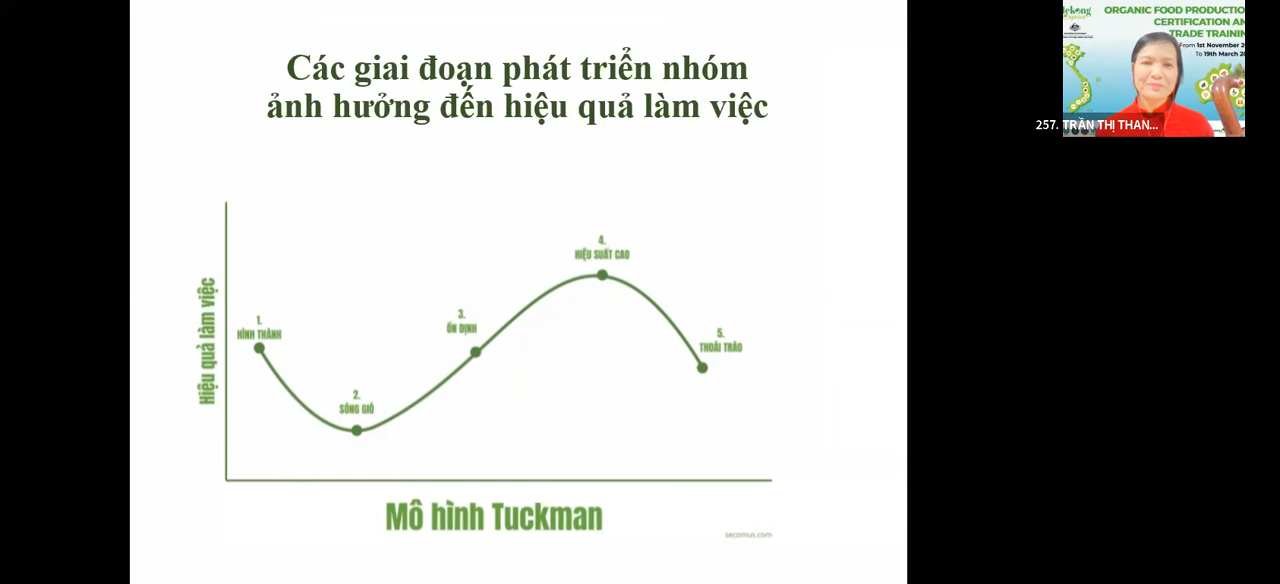 Các giai đoạn phát triển nhóm
ảnh hưởng đến hiệu quả làm việc
Hiệu quả làm việc
1.
HÌNH THÀNH
2.
SÓNG GIÓ
3.
ỔN ĐỊNH
4.
HIỆU SUẤT CAO
5.
THOÁI TRÀO
Mô hình Tuckman
secomus.com
ORGANIC FOOD PRODUCTIO
CERTIFICATION AN
TRADE TRAININ
From 1st November 20
To 19th March 20
257. TRẦN THỊ THAN...